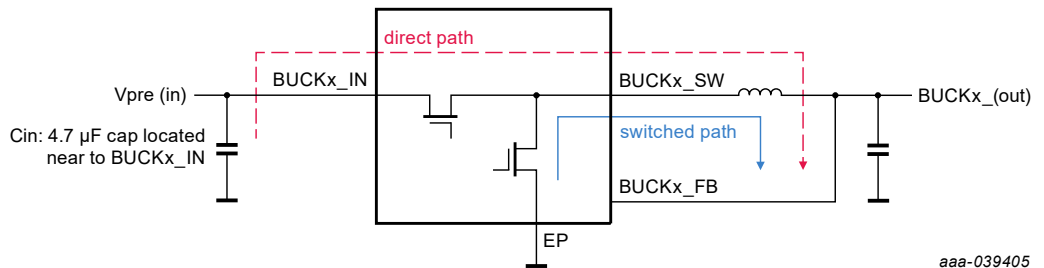 direct path
BUCKx_IN
BUCKx_SW
Vpre (in)
BUCKx_(out)
Cin: 4.7 µF cap located
near to BUCKx_IN
switched path
BUCKx_FB
EP
aaa-039405